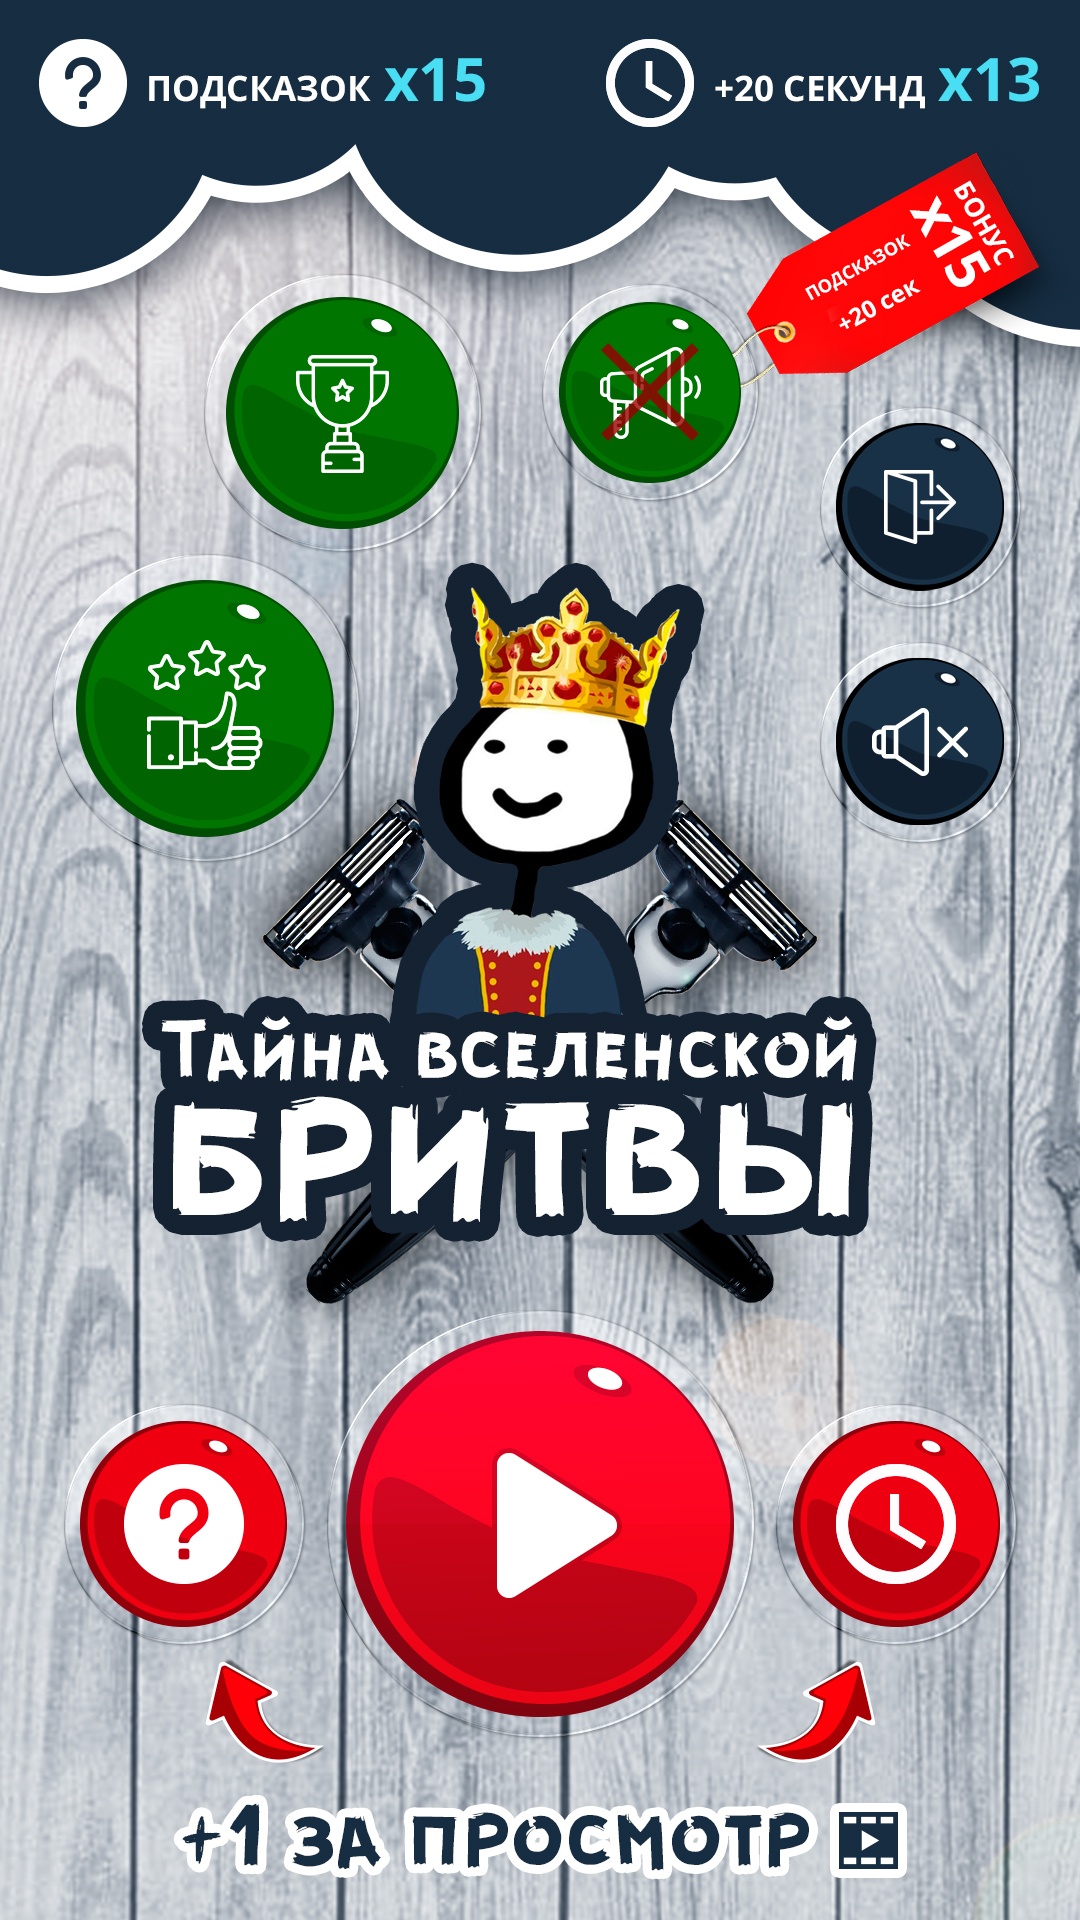 ПОДСКАЗОК x15
+20 СЕКУНД x13
БОНУС
x15
ПОДСКАЗОК
+20 сек
ТАЙНА ВСЕЛЕНСКОЙ
БРИТВЫ
+1 ЗА ПРОСМОТР